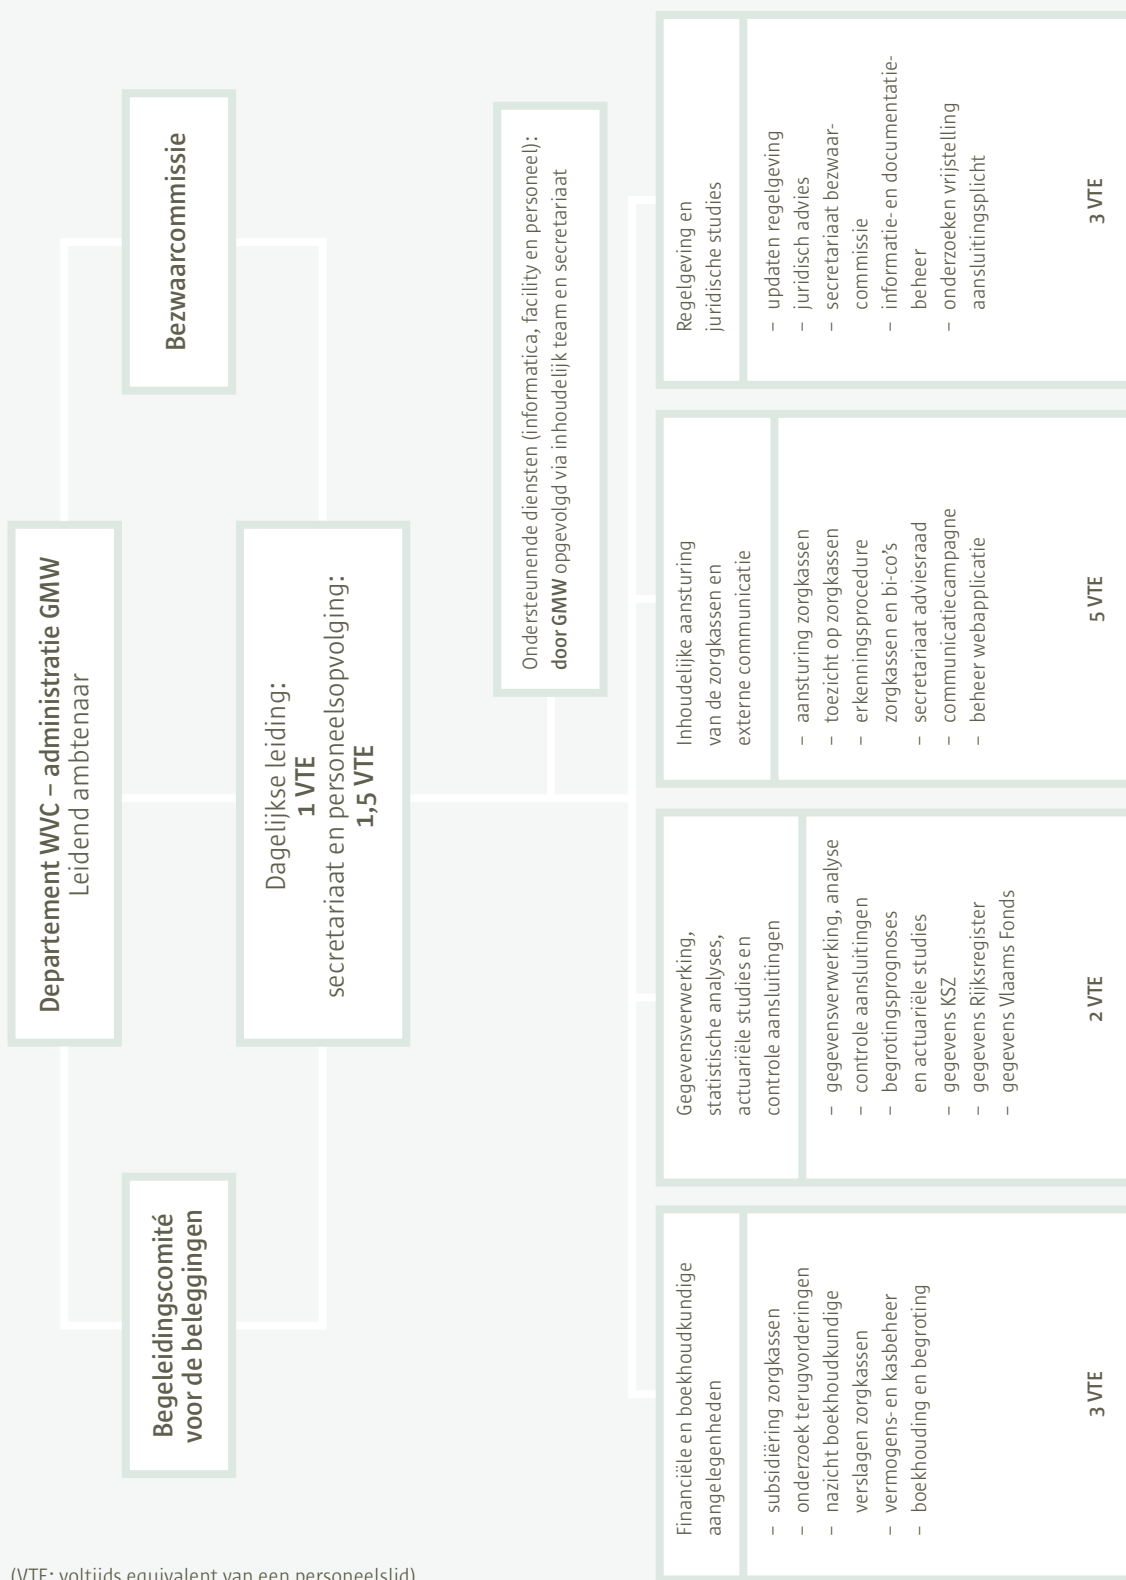 Departement WVC – administratie GMW
Leidend ambtenaar
Begeleidingscomité
voor de beleggingen
Bezwaarcommissie
Dagelijkse leiding:
1 VTE
secretariaat en personeelsopvolging:
1,5 VTE
Ondersteunende diensten (informatica, facility en personeel):
door GMW opgevolgd via inhoudelijk team en secretariaat
Financiële en boekhoudkundige
aangelegenheden
– subsidiëring zorgkassen
– onderzoek terugvorderingen
– nazicht boekhoudkundige
verslagen zorgkassen
– vermogens- en kasbeheer
– boekhouding en begroting
3 VTE
Gegevensverwerking,
statistische analyses,
actuariële studies en
controle aansluitingen
– gegevensverwerking, analyse
– controle aansluitingen
– begrotingsprognoses
en actuariële studies
– gegevens KSZ
– gegevens Rijksregister
– gegevens Vlaams Fonds
2 VTE
Inhoudelijke aansturing
van de zorgkassen en
externe communicatie
– aansturing zorgkassen
– toezicht op zorgkassen
– erkenningsprocedure
zorgkassen en bi-co's
– secretariaat adviesraad
– communicatiecampagne
– beheer webapplicatie
5 VTE
Regelgeving en
juridische studies
– updaten regelgeving
– juridisch advies
– secretariaat bezwaar-
commissie
– informatie- en documentatie-
beheer
– onderzoeken vrijstelling
aansluitingsplicht
3 VTE
(VTE: voltijds equivalent van een personeelslid)